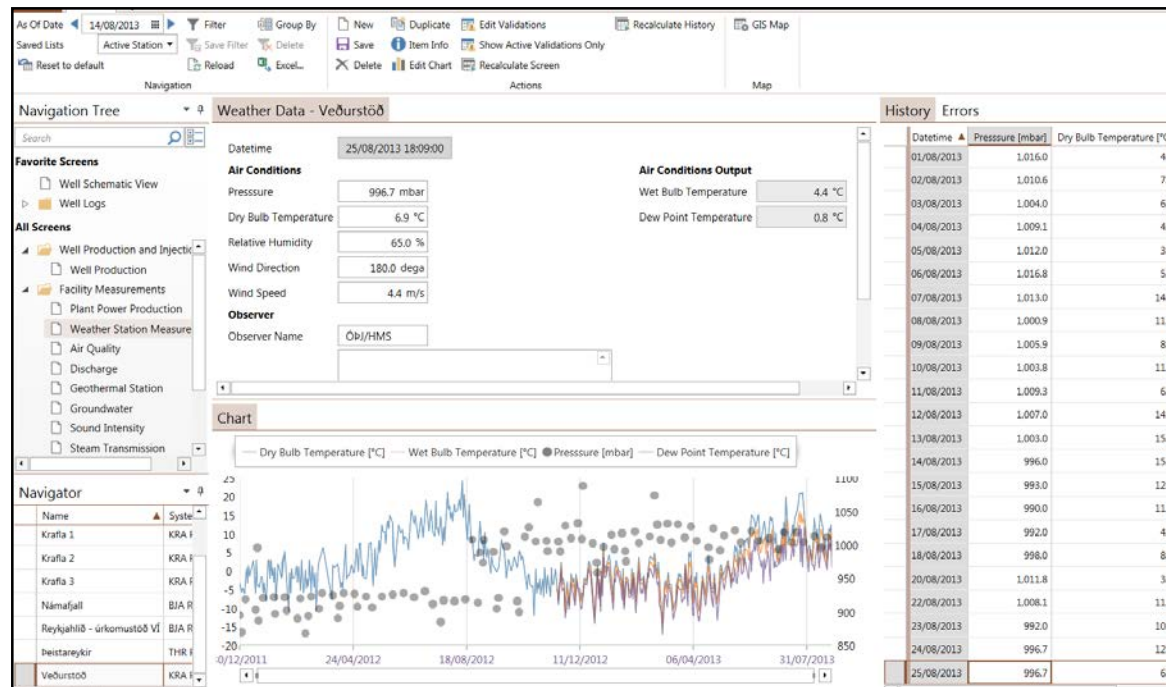 As Of Date 14/08/2013 Filter Group By New Duplicate Edit Validations Recalculate History GIS Map
Saved Lists Active Station Save Filter Delete Save Item Info Show Active Validations Only
Reset to default Reload Excel... Delete Edit Chart Recalculate Screen
Navigation Actions Map
Navigation Tree
Search
Favorite Screens
Well Schematic View
Well Logs
All Screens
Well Production and Injectic
Well Production
Facility Measurements
Plant Power Production
Weather Station Measure
Air Quality
Discharge
Geothermal Station
Groundwater
Sound Intensity
Steam Transmission
Navigator
Name Syste
Krafla 1 KRA
Krafla 2 KRA
Krafla 3 KRA
Námafjall BJA R
Reykjahlíð - úrkomustöð VÍ BJA R
Þeistareykir THR
Veðurstöð KRA
Weather Data - Veðurstöð
Datetime 25/08/2013 18:09:00
Air Conditions
Presssure 996.7 mbar
Dry Bulb Temperature 6.9 °C
Relative Humidity 65.0 %
Wind Direction 180.0 dega
Wind Speed 4.4 m/s
Observer
Observer Name ÓÞJ/HMS
Air Conditions Output
Wet Bulb Temperature 4.4 °C
Dew Point Temperature 0.8 °C
Chart
Dry Bulb Temperature [°C] Wet Bulb Temperature [°C] Presssure [mbar] Dew Point Temperature [°C]
25
20
15
10
5
0
-5
-10
-15
-20
1100
1050
1000
950
900
850
0/12/2011 24/04/2012 18/08/2012 11/12/2012 06/04/2013 31/07/2013
History Errors
Datetime Presssure [mbar] Dry Bulb Temperature [°C
01/08/2013 1.016.0 4
02/08/2013 1.010.6 7
03/08/2013 1.004.0 6
04/08/2013 1.009.1 4
05/08/2013 1.012.0 3
06/08/2013 1.016.8 5
07/08/2013 1.013.0 14
08/08/2013 1.000.9 11
09/08/2013 1.005.9 8
10/08/2013 1.003.8 11
11/08/2013 1.009.3 6
12/08/2013 1.007.0 14
13/08/2013 1.003.0 15
14/08/2013 996.0 15
15/08/2013 993.0 12
16/08/2013 990.0 11
17/08/2013 992.0 4
18/08/2013 998.0 8
20/08/2013 1.011.8 3
22/08/2013 1.008.1 11
23/08/2013 992.0 10
24/08/2013 996.7 12
25/08/2013 996.7 6